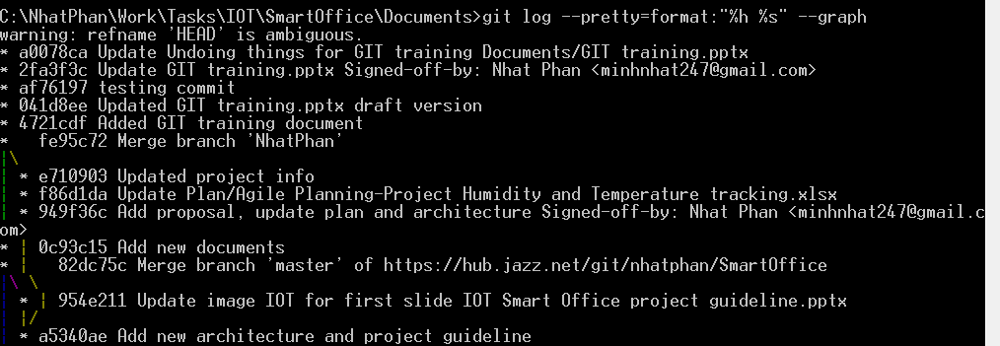 C:\NhatPhan\Work\Tasks\IOT\SmartOffice\Documents>git log --pretty=format:"%h %s" --graph
warning: refname 'HEAD' is ambiguous.
* a0078ca Update Undoing things for GIT training Documents/GIT training.pptx
* 2fa3f3c Update GIT training.pptx Signed-off-by: Nhat Phan <minhnhat247@gmail.com>
* af76197 testing commit
* 041d8ee Updated GIT training.pptx draft version
* 4721cdf Added GIT training document
*   fe95c72 Merge branch 'NhatPhan'
|\
| * e710903 Updated project info
| * f86d1da Update Plan/Agile Planning-Project Humidity and Temperature tracking.xlsx
| * 949f36c Add proposal, update plan and architecture Signed-off-by: Nhat Phan <minhnhat247@gmail.c
om>
* | 0c93c15 Add new documents
* |   82dc75c Merge branch 'master' of https://hub.jazz.net/git/nhatphan/SmartOffice
|\ \
| * | 954e211 Update image IOT for first slide IOT Smart Office project guideline.pptx
| |/
| * a5340ae Add new architecture and project guideline